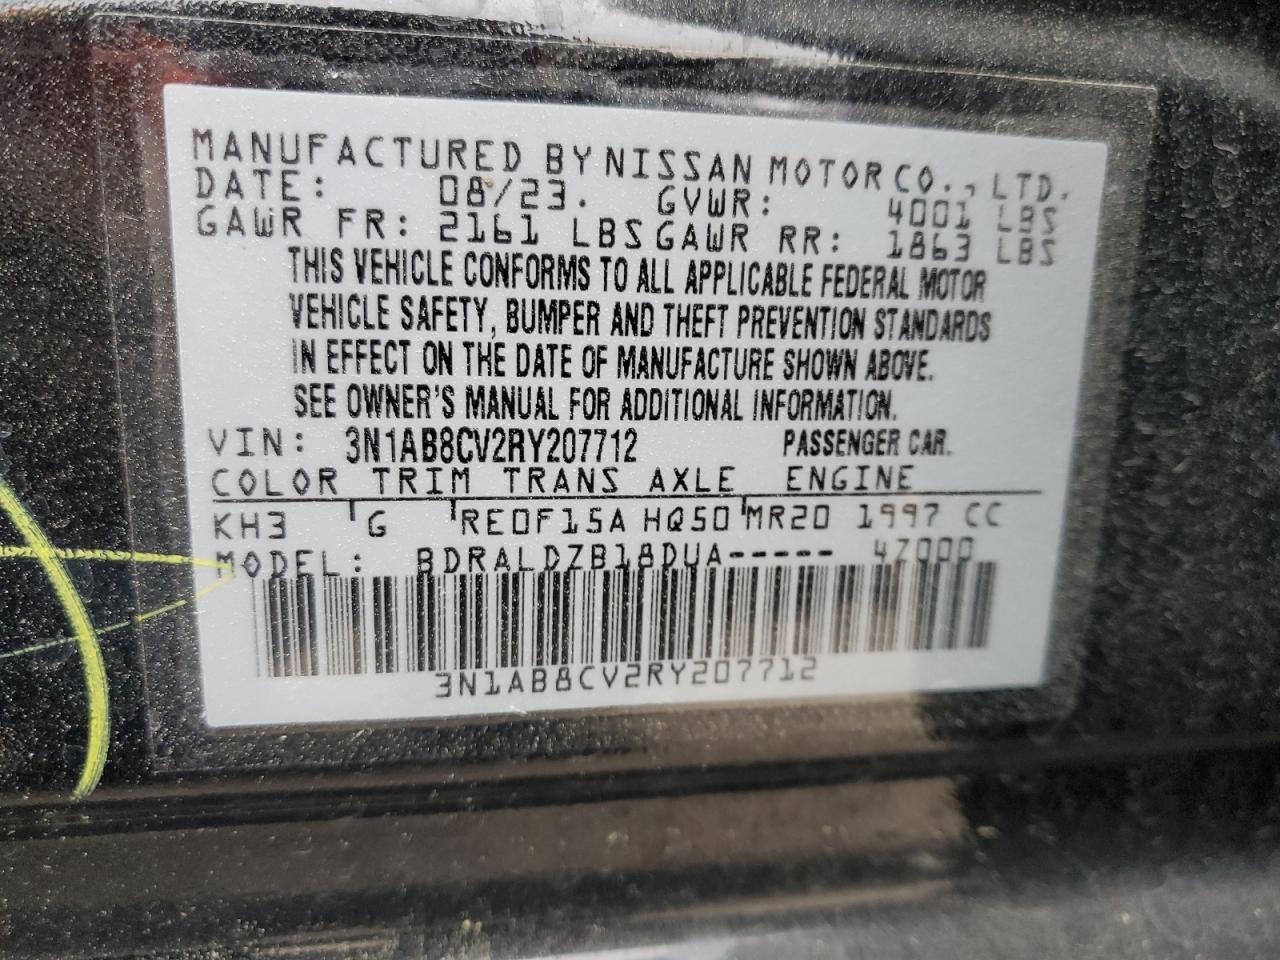 MANUFACTURED BY NISSAN MOTOR CO., LTD.
DATE: 08/23. GVWR: 4001 LBS
GAWR FR: 2161 LBS GAWR RR: 1863 LBS
THIS VEHICLE CONFORMS TO ALL APPLICABLE FEDERAL MOTOR
VEHICLE SAFETY, BUMPER AND THEFT PREVENTION STANDARDS
IN EFFECT ON THE DATE OF MANUFACTURE SHOWN ABOVE.
SEE OWNER'S MANUAL FOR ADDITIONAL INFORMATION.
VIN: 3N1AB8CV2RY207712 PASSENGER CAR.
COLOR TRIM TRANS AXLE ENGINE
KH3 G RE0F15A HQ50 MR20 1997 CC
MODEL: BDRALDZB18DUA----- 47000
3N1AB8CV2RY207712